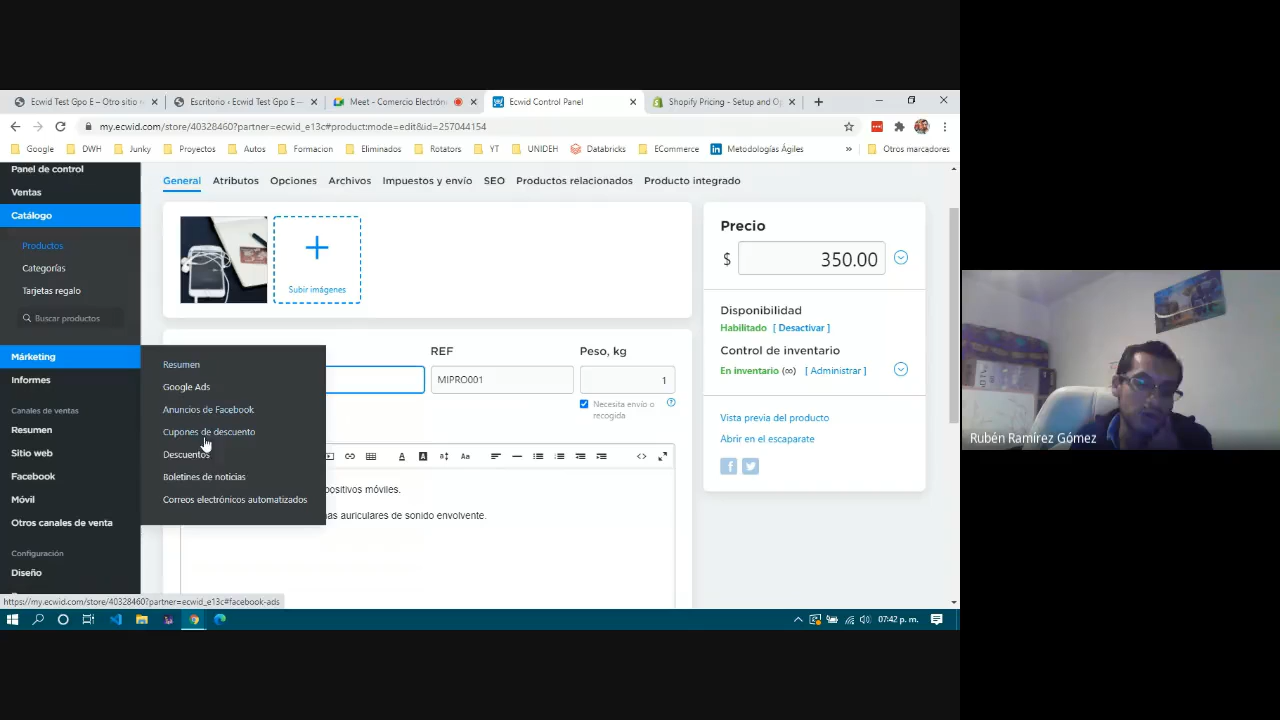 Ecwid Test Gpo E – Otro sitio
Escritorio ‹ Ecwid Test Gpo E —
Meet - Comercio Electrón
Ecwid Control Panel
Shopify Pricing - Setup and Op
my.ecwid.com/store/40328460?partner=ecwid_e13c#product:mode=edit&id=257044154
Google
DWH
Junky
Proyectos
Autos
Formacion
Eliminados
Rotators
YT
UNIDEH
Databricks
ECommerce
Metodologías Ágiles
»
Otros marcadores
Panel de control
Ventas
Catálogo
Productos
Categorías
Tarjetas regalo
Buscar productos
Márketing
Informes
Canales de ventas
Resumen
Sitio web
Facebook
Móvil
Otros canales de venta
Configuración
Diseño
Resumen
Google Ads
Anuncios de Facebook
Cupones de descuento
Descuentos
Boletines de noticias
Correos electrónicos automatizados
General
Atributos
Opciones
Archivos
Impuestos y envío
SEO
Productos relacionados
Producto integrado
Subir imágenes
REF
Peso, kg
MIPRO001
1
Necesita envío o
recogida
Aa
positivos móviles.
nas auriculares de sonido envolvente.
Precio
$ 350.00
Disponibilidad
Habilitado [ Desactivar ]
Control de inventario
En inventario (∞) [ Administrar ]
Vista previa del producto
Abrir en el escaparate
https://my.ecwid.com/store/40328460?partner=ecwid_e13c#facebook-ads
07:42 p. m.
Rubén Ramírez Gómez